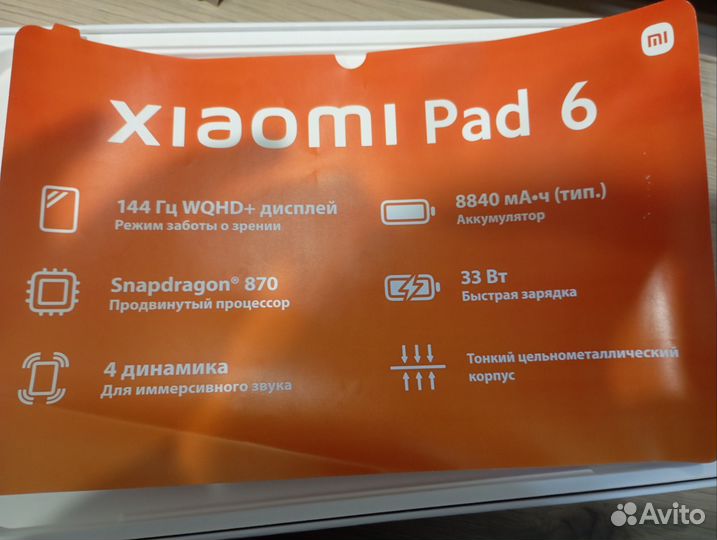 mi
xiaomi Pad 6
144 Гц WQHD+ дисплей
Режим заботы о зрении
8840 мА•ч (тип.)
Аккумулятор
Snapdragon® 870
Продвинутый процессор
33 Вт
Быстрая зарядка
4 динамика
Для иммерсивного звука
Тонкий цельнометаллический
корпус
Avito